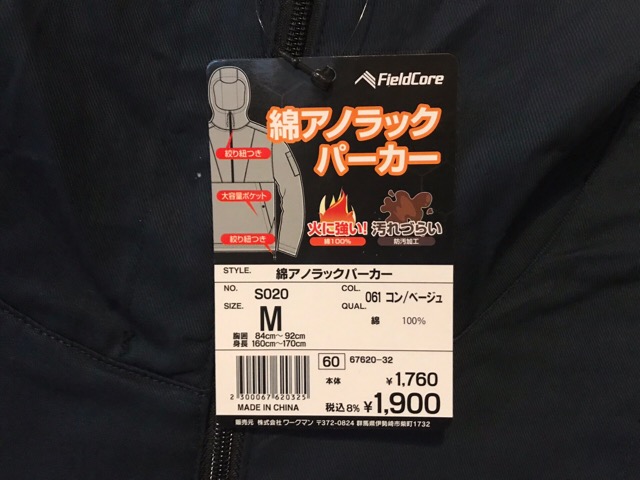 FieldCore
綿アノラック
パーカー
絞り紐つき
大容量ポケット
絞り紐つき
火に強い!
綿100%
汚れづらい
防汚加工
STYLE. 綿アノラックパーカー
NO. S020
COL. 061 コン/ベージュ
SIZE. M
QUAL. 綿 100%
胸囲 84cm〜92cm
身長 160cm〜170cm
60 67620-32
本体 ¥1,760
2 300067 620325
税込8% ¥1,900
MADE IN CHINA
販売元 株式会社 ワークマン 〒372-0824 群馬県伊勢崎市柴町1732